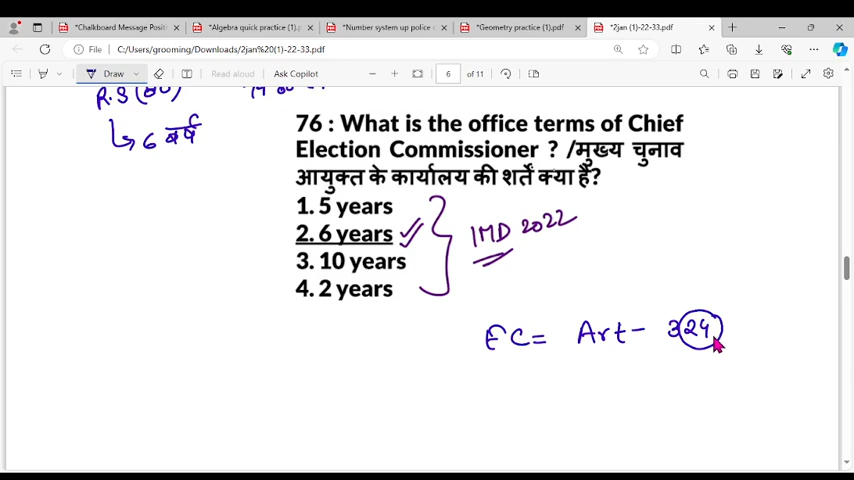 *Chalkboard Message Positi
*Algebra quick practice (1).p
*Number system up police c
*Geometry practice (1).pdf
*2jan (1)-22-33.pdf
File
C:/Users/grooming/Downloads/2jan%20(1)-22-33.pdf
Draw
Read aloud
Ask Copilot
6 of 11
R.S
6 वर्ष
76 : What is the office terms of Chief
Election Commissioner ? /मुख्य चुनाव
आयुक्त के कार्यालय की शर्तें क्या हैं?
1. 5 years
2. 6 years
3. 10 years
4. 2 years
IMD 2022
EC = Art- 324